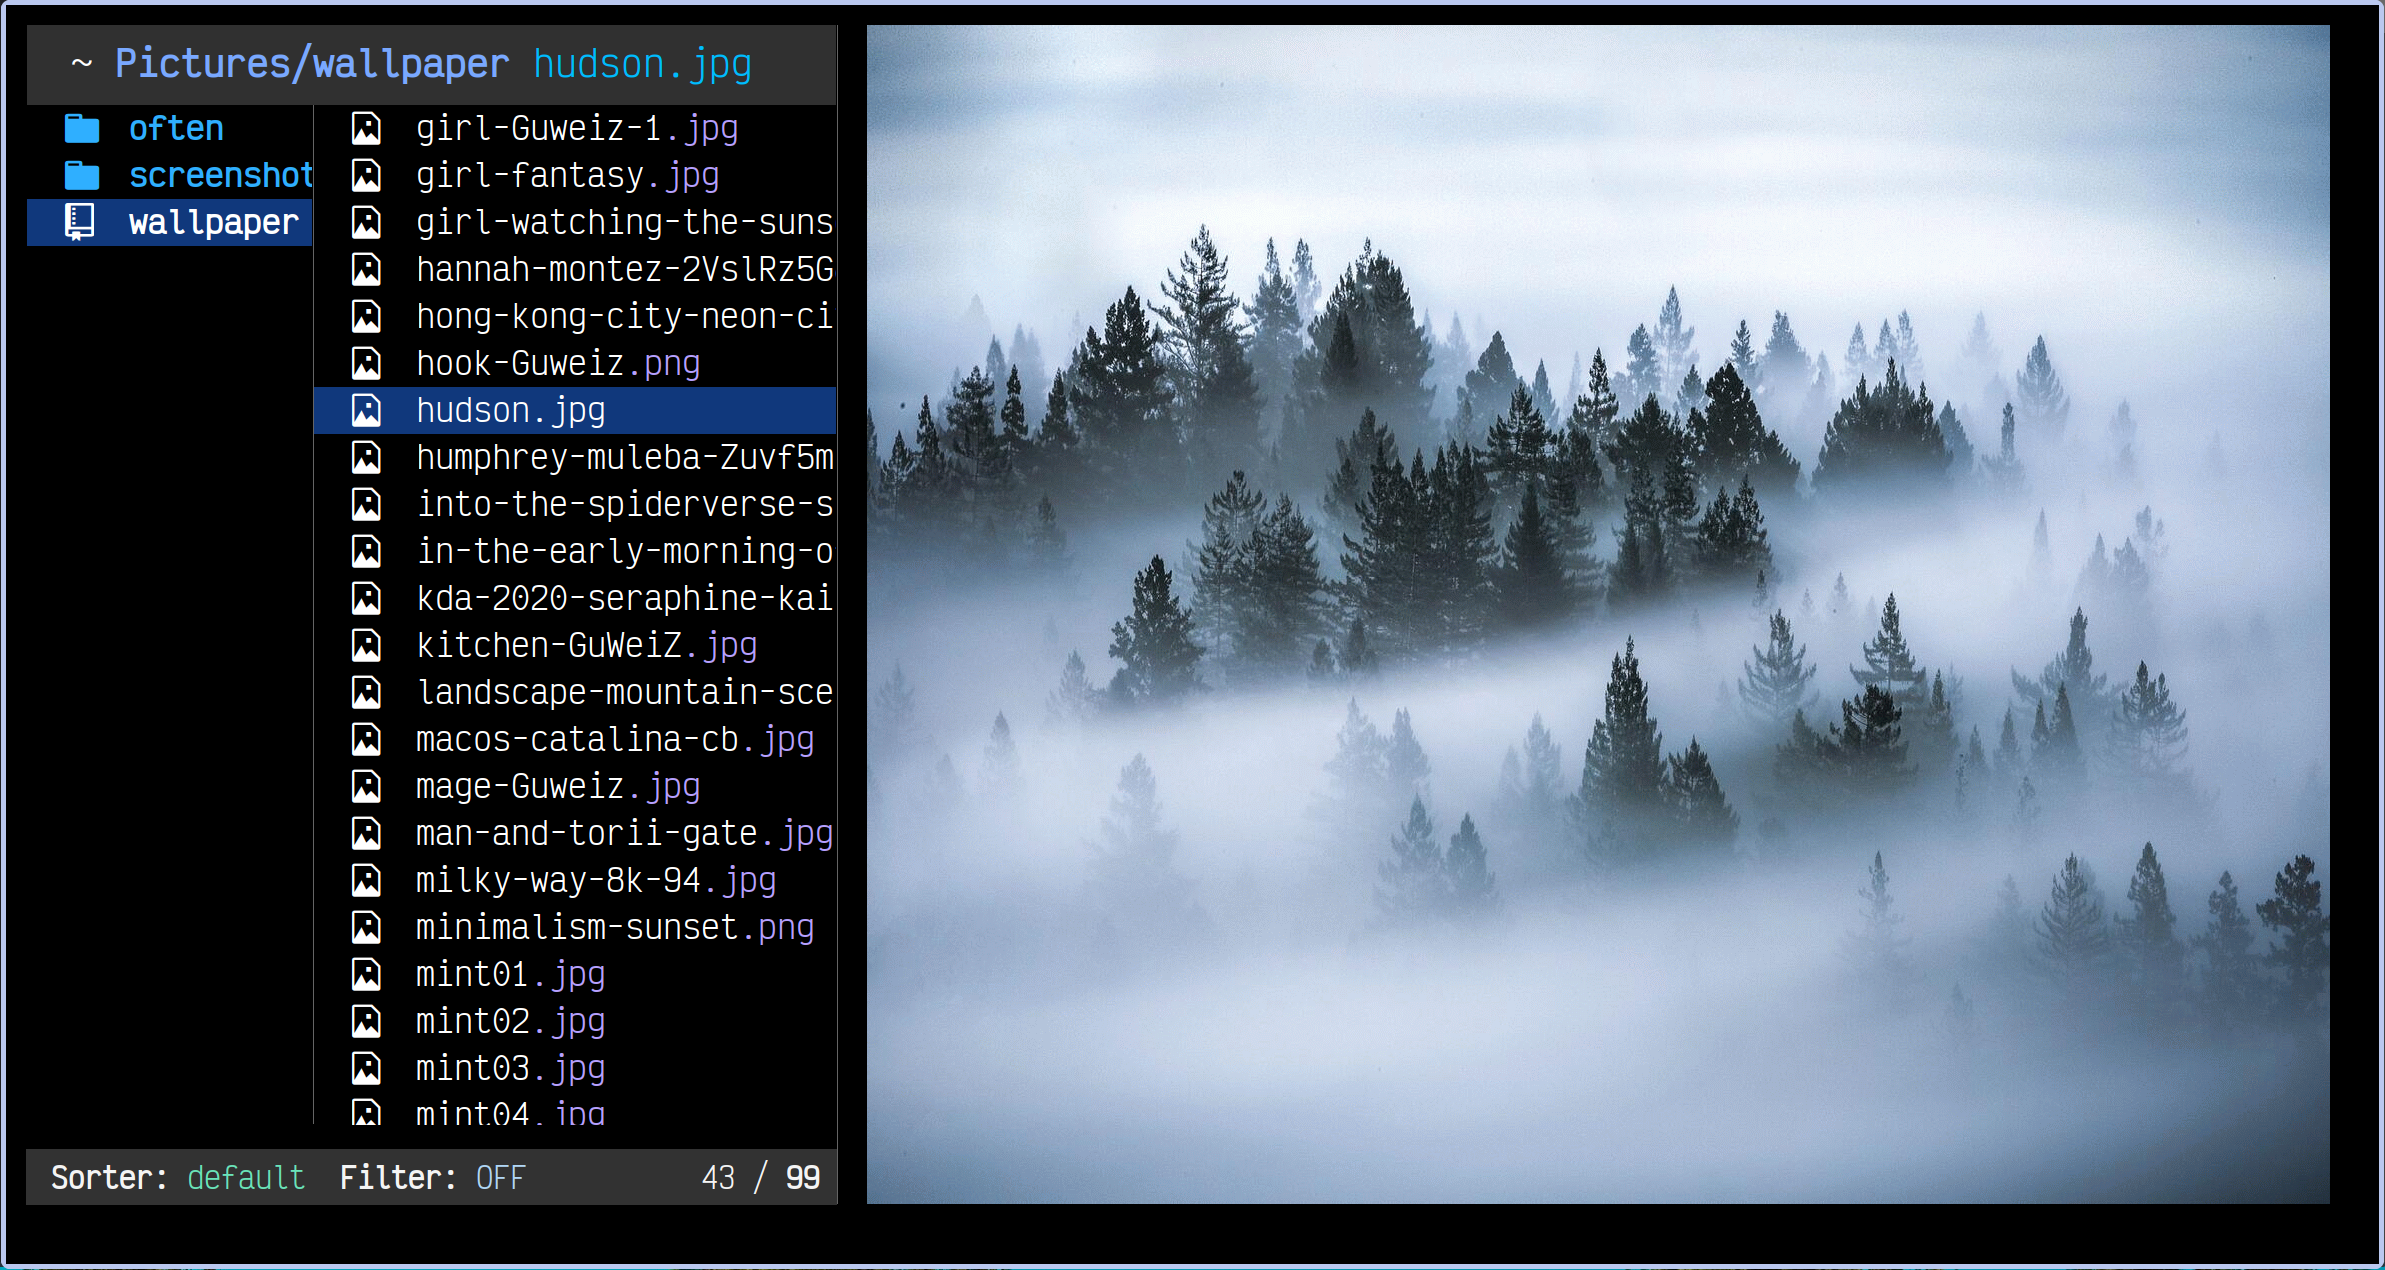 ~ Pictures/wallpaper hudson.jpg
often
screenshot
wallpaper
girl-Guweiz-1.jpg
girl-fantasy.jpg
girl-watching-the-suns
hannah-montez-2VslRz5G
hong-kong-city-neon-ci
hook-Guweiz.png
hudson.jpg
humphrey-muleba-Zuvf5m
into-the-spiderverse-s
in-the-early-morning-o
kda-2020-seraphine-kai
kitchen-GuWeiZ.jpg
landscape-mountain-sce
macos-catalina-cb.jpg
mage-Guweiz.jpg
man-and-torii-gate.jpg
milky-way-8k-94.jpg
minimalism-sunset.png
mint01.jpg
mint02.jpg
mint03.jpg
mint04.jpg
Sorter: default Filter: OFF 43 / 99